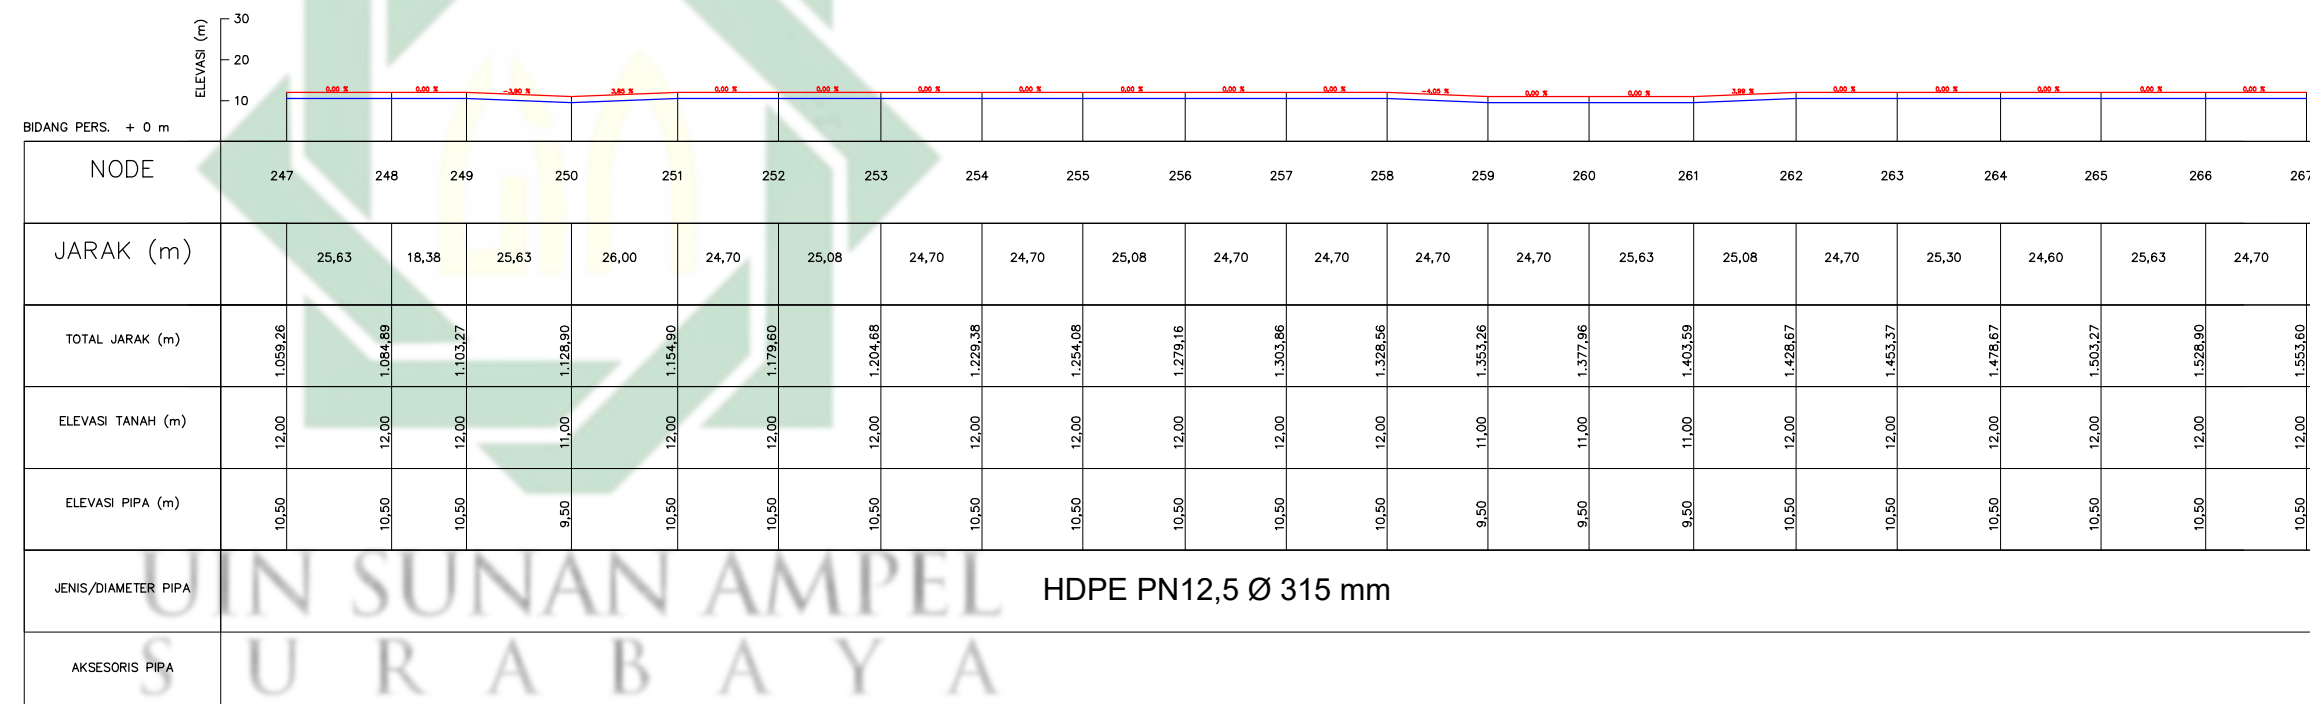 ELEVASI (m)
30
20
10
0.00 % 0.00 % -3.90 % 3.85 % 0.00 % 0.00 % 0.00 % 0.00 % 0.00 % 0.00 % 0.00 % -4.05 % 0.00 % 0.00 % 3.99 % 0.00 % 0.00 % 0.00 % 0.00 % 0.00 %
BIDANG PERS. + 0 m
NODE 247 248 249 250 251 252 253 254 255 256 257 258 259 260 261 262 263 264 265 266 267
JARAK (m) 25,63 18,38 25,63 26,00 24,70 25,08 24,70 24,70 25,08 24,70 24,70 24,70 24,70 25,63 25,08 24,70 25,30 24,60 25,63 24,70
TOTAL JARAK (m) 1.059,26 1.084,89 1.103,27 1.128,90 1.154,90 1.179,60 1.204,68 1.229,38 1.254,08 1.279,16 1.303,86 1.328,56 1.353,26 1.377,96 1.403,59 1.428,67 1.453,37 1.478,67 1.503,27 1.528,90 1.553,60
ELEVASI TANAH (m) 12,00 12,00 12,00 11,00 12,00 12,00 12,00 12,00 12,00 12,00 12,00 12,00 11,00 11,00 11,00 12,00 12,00 12,00 12,00 12,00 12,00
ELEVASI PIPA (m) 10,50 10,50 10,50 9,50 10,50 10,50 10,50 10,50 10,50 10,50 10,50 10,50 9,50 9,50 9,50 10,50 10,50 10,50 10,50 10,50 10,50
JENIS/DIAMETER PIPA HDPE PN12,5 Ø 315 mm
UIN SUNAN AMPEL
AKSESORIS PIPA
SURABAYA